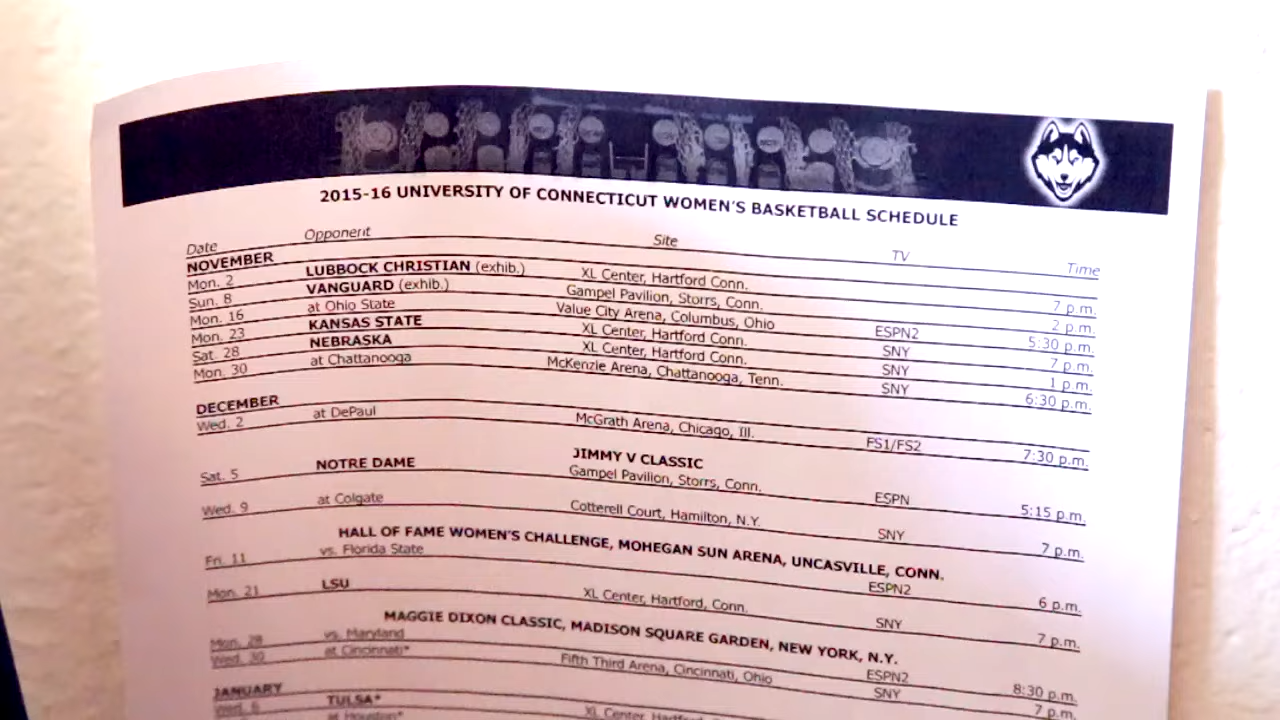 2015-16 UNIVERSITY OF CONNECTICUT WOMEN'S BASKETBALL SCHEDULE
Date Opponent Site TV Time
NOVEMBER
Mon. 2 LUBBOCK CHRISTIAN (exhib.) XL Center, Hartford Conn. 7 p.m.
Sun. 8 VANGUARD (exhib.) Gampel Pavilion, Storrs, Conn. 2 p.m.
Mon. 16 at Ohio State Value City Arena, Columbus, Ohio ESPN2 5:30 p.m.
Mon. 23 KANSAS STATE XL Center, Hartford Conn. SNY 7 p.m.
Sat. 28 NEBRASKA XL Center, Hartford Conn. SNY 1 p.m.
Mon. 30 at Chattanooga McKenzie Arena, Chattanooga, Tenn. SNY 6:30 p.m.
DECEMBER
Wed. 2 at DePaul McGrath Arena, Chicago, Ill. FS1/FS2 7:30 p.m.
JIMMY V CLASSIC
Sat. 5 NOTRE DAME Gampel Pavilion, Storrs, Conn. ESPN 5:15 p.m.
Wed. 9 at Colgate Cotterell Court, Hamilton, N.Y. SNY 7 p.m.
HALL OF FAME WOMEN'S CHALLENGE, MOHEGAN SUN ARENA, UNCASVILLE, CONN.
Fri. 11 vs. Florida State ESPN2 6 p.m.
Mon. 21 LSU XL Center, Hartford, Conn. SNY 7 p.m.
MAGGIE DIXON CLASSIC, MADISON SQUARE GARDEN, NEW YORK, N.Y.
Mon. 28 vs. Maryland ESPN2 8:30 p.m.
Wed. 30 at Cincinnati* Fifth Third Arena, Cincinnati, Ohio SNY 7 p.m.
JANUARY
Wed. 6 TULSA* XL Center, Hartford
at Houston*